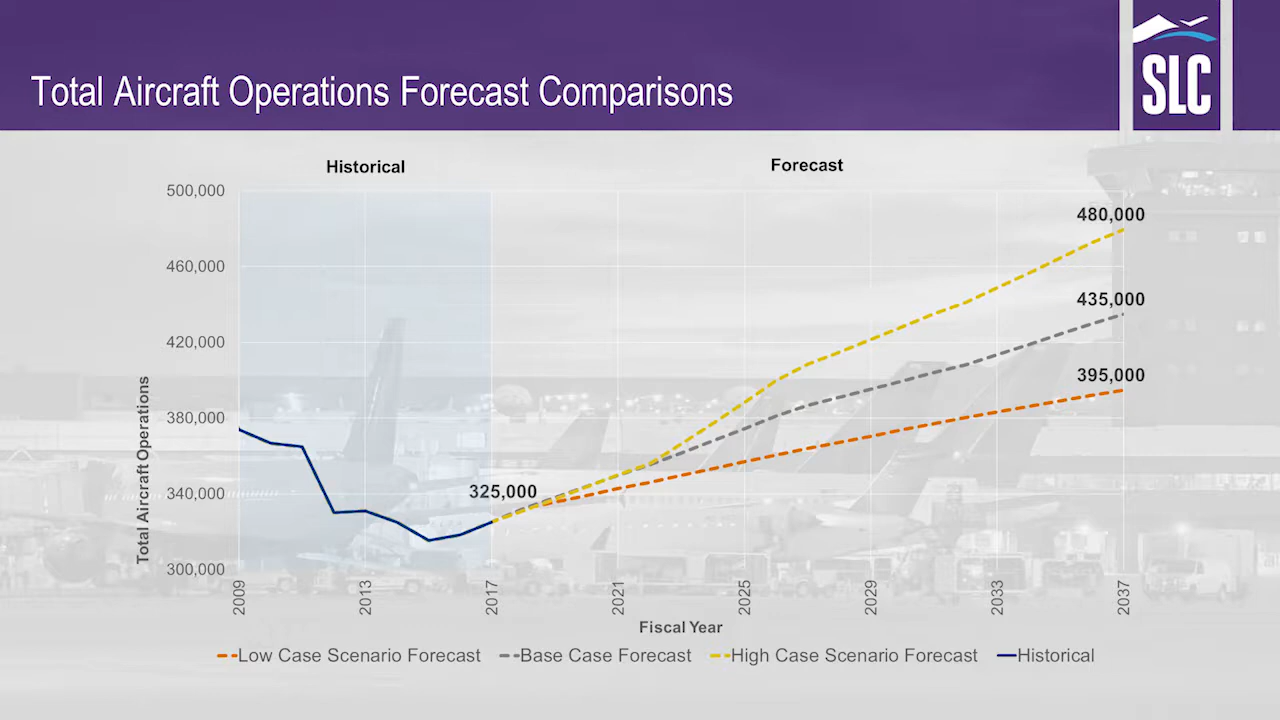 SLC
Total Aircraft Operations Forecast Comparisons
Historical
Forecast
500,000
460,000
420,000
380,000
340,000
300,000
Total Aircraft Operations
480,000
435,000
395,000
325,000
2009
2013
2017
2021
2025
2029
2033
2037
Fiscal Year
Low Case Scenario Forecast
Base Case Forecast
High Case Scenario Forecast
Historical